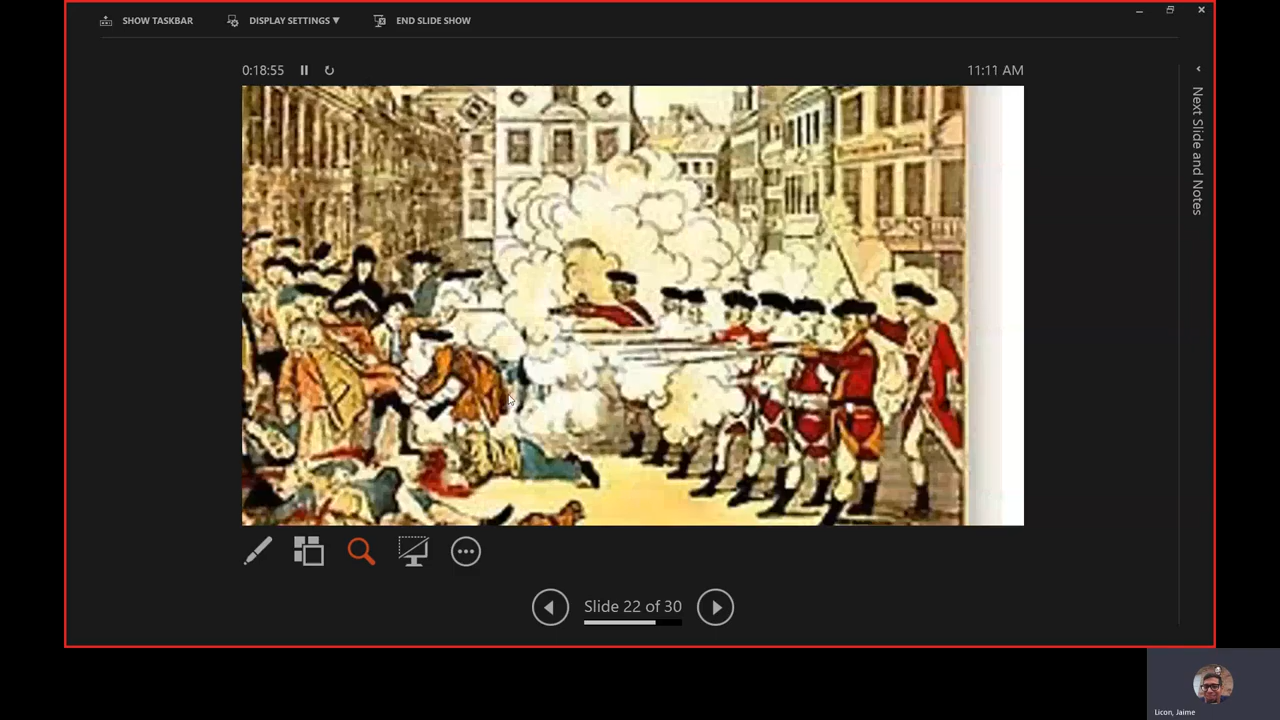 SHOW TASKBAR
DISPLAY SETTINGS ▼
END SLIDE SHOW
0:18:55
11:11 AM
Next Slide and Notes
Slide 22 of 30
Licon, Jaime